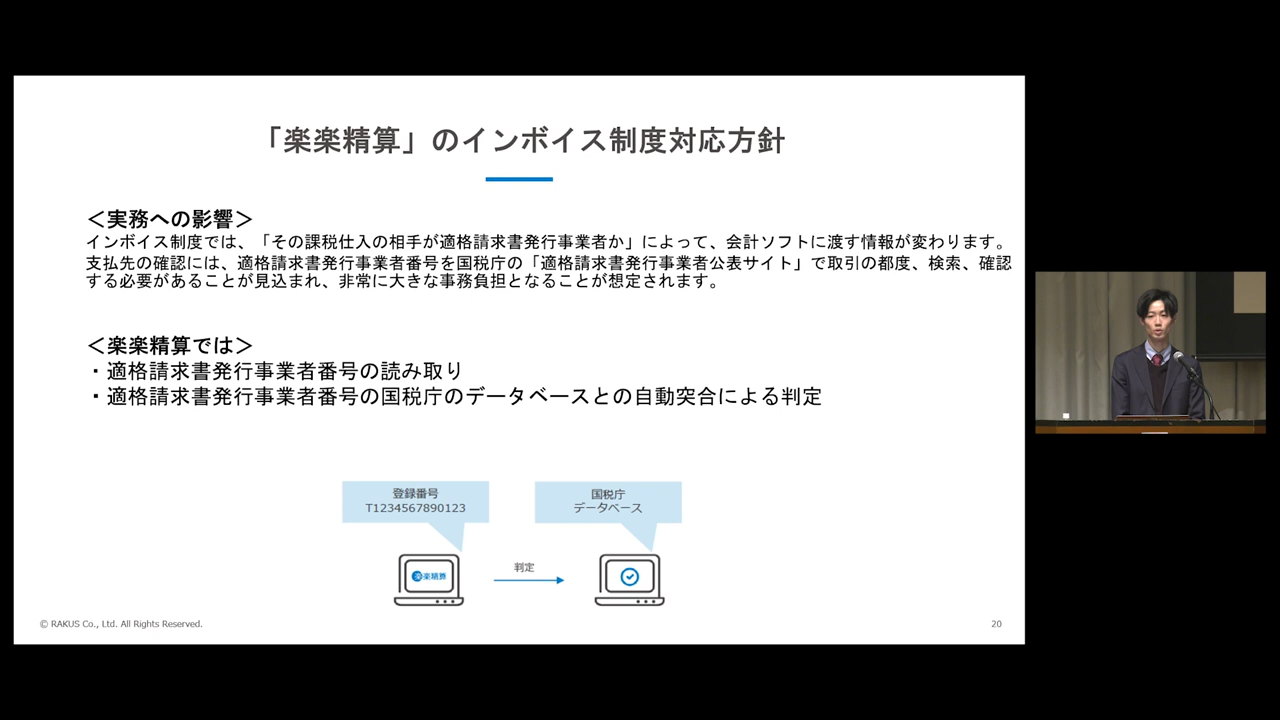 「楽楽精算」のインボイス制度対応方針
＜実務への影響＞
インボイス制度では、「その課税仕入の相手が適格請求書発行事業者か」によって、会計ソフトに渡す情報が変わります。
支払先の確認には、適格請求書発行事業者番号を国税庁の「適格請求書発行事業者公表サイト」で取引の都度、検索、確認
する必要があることが見込まれ、非常に大きな事務負担となることが想定されます。
＜楽楽精算では＞
・適格請求書発行事業者番号の読み取り
・適格請求書発行事業者番号の国税庁のデータベースとの自動突合による判定
登録番号
T1234567890123
国税庁
データベース
楽楽精算
判定
© RAKUS Co., Ltd. All Rights Reserved.
20